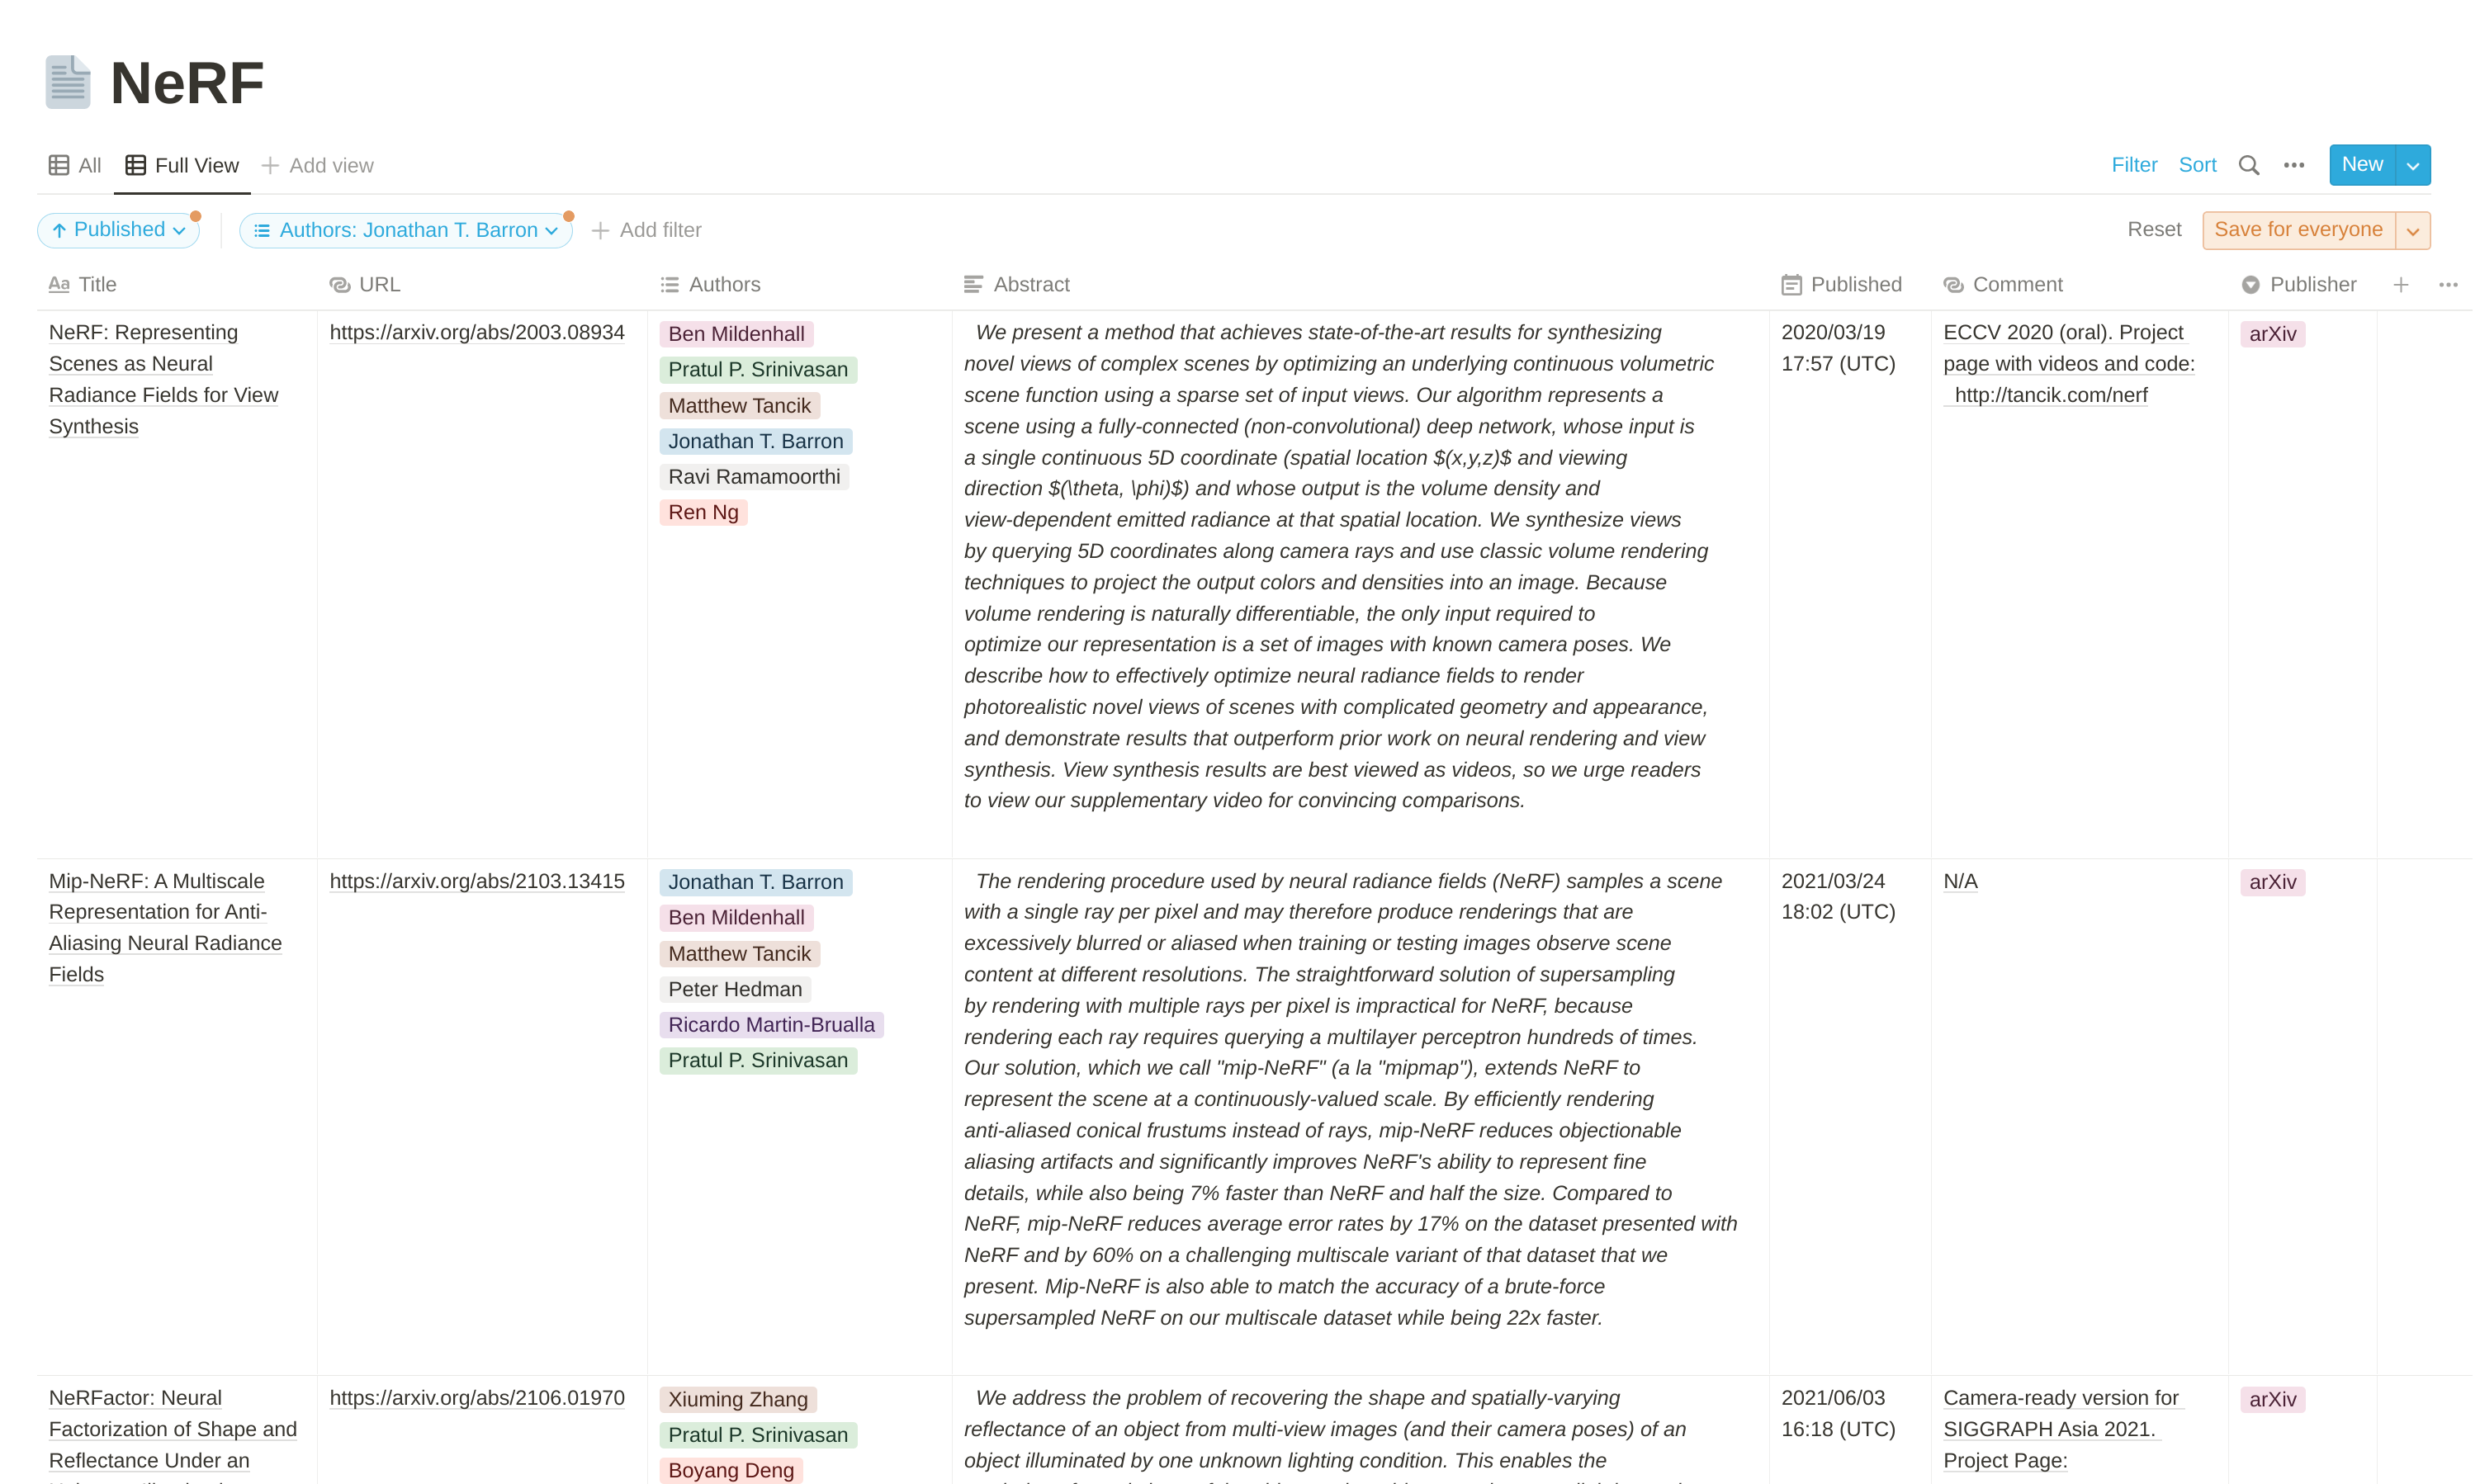 NeRF
All Full View Add view Filter Sort New
Published Authors: Jonathan T. Barron Add filter Reset Save for everyone
Aa Title URL Authors Abstract Published Comment Publisher
NeRF: Representing
Scenes as Neural
Radiance Fields for View
Synthesis
https://arxiv.org/abs/2003.08934
Ben Mildenhall
Pratul P. Srinivasan
Matthew Tancik
Jonathan T. Barron
Ravi Ramamoorthi
Ren Ng
We present a method that achieves state-of-the-art results for synthesizing
novel views of complex scenes by optimizing an underlying continuous volumetric
scene function using a sparse set of input views. Our algorithm represents a
scene using a fully-connected (non-convolutional) deep network, whose input is
a single continuous 5D coordinate (spatial location $(x,y,z)$ and viewing
direction $(\theta, \phi)$) and whose output is the volume density and
view-dependent emitted radiance at that spatial location. We synthesize views
by querying 5D coordinates along camera rays and use classic volume rendering
techniques to project the output colors and densities into an image. Because
volume rendering is naturally differentiable, the only input required to
optimize our representation is a set of images with known camera poses. We
describe how to effectively optimize neural radiance fields to render
photorealistic novel views of scenes with complicated geometry and appearance,
and demonstrate results that outperform prior work on neural rendering and view
synthesis. View synthesis results are best viewed as videos, so we urge readers
to view our supplementary video for convincing comparisons.
2020/03/19
17:57 (UTC)
ECCV 2020 (oral). Project
page with videos and code:
http://tancik.com/nerf
arXiv
Mip-NeRF: A Multiscale
Representation for Anti-
Aliasing Neural Radiance
Fields
https://arxiv.org/abs/2103.13415
Jonathan T. Barron
Ben Mildenhall
Matthew Tancik
Peter Hedman
Ricardo Martin-Brualla
Pratul P. Srinivasan
The rendering procedure used by neural radiance fields (NeRF) samples a scene
with a single ray per pixel and may therefore produce renderings that are
excessively blurred or aliased when training or testing images observe scene
content at different resolutions. The straightforward solution of supersampling
by rendering with multiple rays per pixel is impractical for NeRF, because
rendering each ray requires querying a multilayer perceptron hundreds of times.
Our solution, which we call "mip-NeRF" (a la "mipmap"), extends NeRF to
represent the scene at a continuously-valued scale. By efficiently rendering
anti-aliased conical frustums instead of rays, mip-NeRF reduces objectionable
aliasing artifacts and significantly improves NeRF's ability to represent fine
details, while also being 7% faster than NeRF and half the size. Compared to
NeRF, mip-NeRF reduces average error rates by 17% on the dataset presented with
NeRF and by 60% on a challenging multiscale variant of that dataset that we
present. Mip-NeRF is also able to match the accuracy of a brute-force
supersampled NeRF on our multiscale dataset while being 22x faster.
2021/03/24
18:02 (UTC)
N/A
arXiv
NeRFactor: Neural
Factorization of Shape and
Reflectance Under an
https://arxiv.org/abs/2106.01970
Xiuming Zhang
Pratul P. Srinivasan
Boyang Deng
We address the problem of recovering the shape and spatially-varying
reflectance of an object from multi-view images (and their camera poses) of an
object illuminated by one unknown lighting condition. This enables the
2021/06/03
16:18 (UTC)
Camera-ready version for
SIGGRAPH Asia 2021.
Project Page:
arXiv